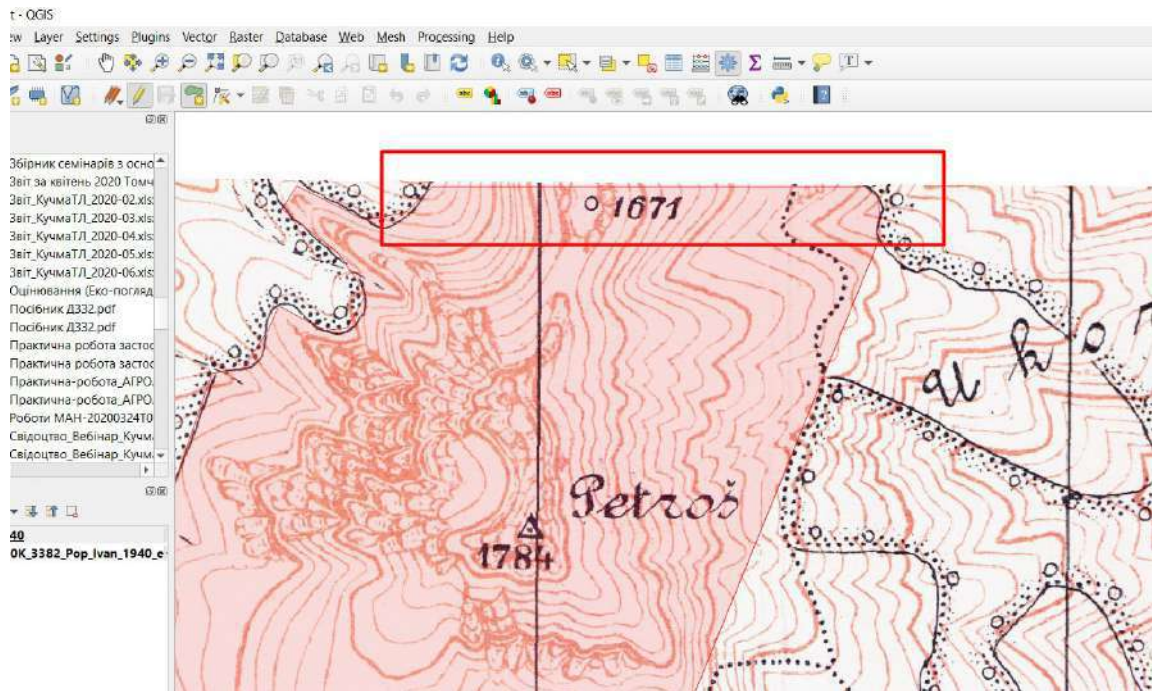 t - QGIS
ew Layer Settings Plugins Vector Raster Database Web Mesh Processing Help
Збірник семінарів з осно
Звіт за квітень 2020 Томч
Звіт_КучмаТЛ_2020-02.xls:
Звіт_КучмаТЛ_2020-03.xls:
Звіт_КучмаТЛ_2020-04.xls:
Звіт_КучмаТЛ_2020-05.xls:
Звіт_КучмаТЛ_2020-06.xls:
Оцінювання (Еко-погляд
Посібник Д332.pdf
Посібник Д332.pdf
Практична робота застос
Практична робота застос
Практична-робота_АГРО.
Практична-робота_АГРО.
Роботи МАН-20200324Т0
Свідоцтво_Вебінар_Кучм.
Свідоцтво_Вебінар_Кучм.
40
0K_3382_Pop_Ivan_1940_e
1671
Petroš
1784